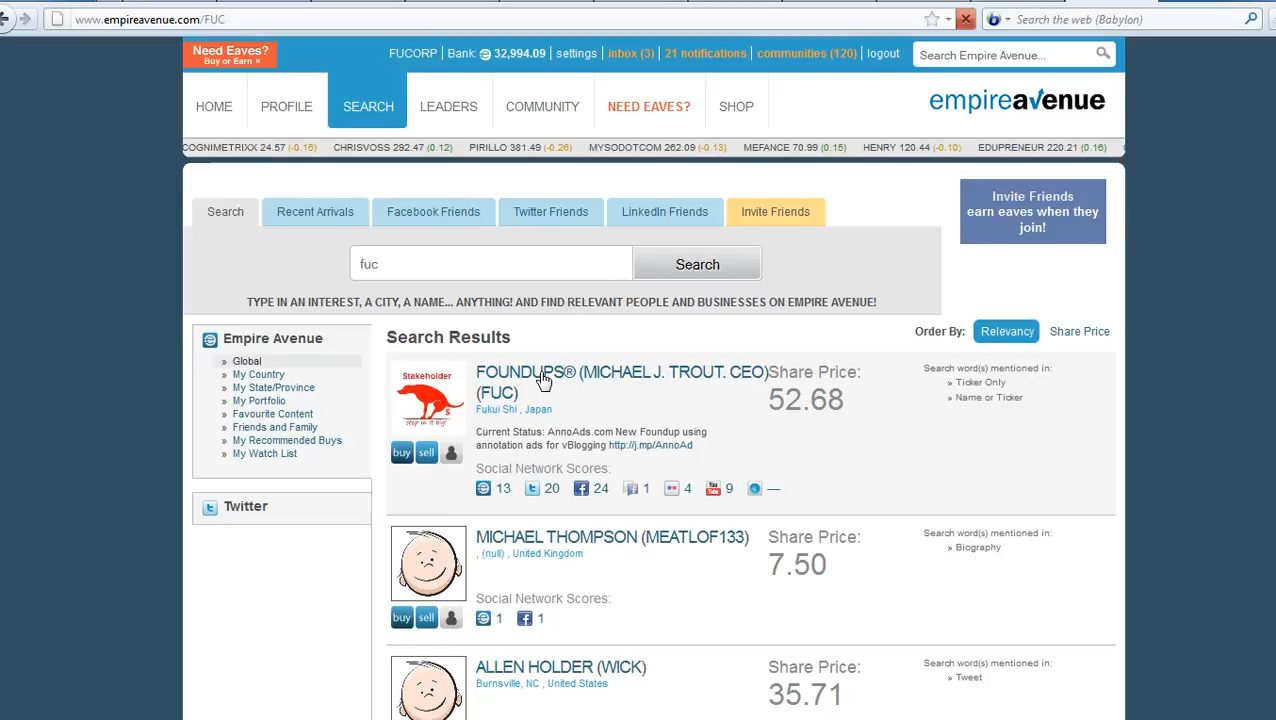 www.empireavenue.com/FUC
Search the web (Babylon)
Need Eaves?
Buy or Earn »
FUCORP Bank: 32,994.09 settings inbox (3) 21 notifications communities (120) logout
Search Empire Avenue...
HOME PROFILE SEARCH LEADERS COMMUNITY NEED EAVES? SHOP
empireavenue
COGNIMETRIXX 24.57 (-0.16) CHRISVOSS 292.47 (0.12) PIRILLO 381.49 (-0.26) MYSODOTCOM 262.09 (-0.13) MEFANCE 70.99 (0.15) HENRY 120.44 (-0.10) EDUPRENEUR 220.21 (0.16)
Search Recent Arrivals Facebook Friends Twitter Friends LinkedIn Friends Invite Friends
Invite Friends
earn eaves when they
join!
fuc
Search
TYPE IN AN INTEREST, A CITY, A NAME... ANYTHING! AND FIND RELEVANT PEOPLE AND BUSINESSES ON EMPIRE AVENUE!
Empire Avenue
» Global
» My Country
» My State/Province
» My Portfolio
» Favourite Content
» Friends and Family
» My Recommended Buys
» My Watch List
Twitter
Search Results
Order By: Relevancy Share Price
Stakeholder
step in it big!
buy sell
FOUNDUPS® (MICHAEL J. TROUT. CEO)
(FUC)
Fukui Shi , Japan
Current Status: AnnoAds.com New Foundup using
annotation ads for vBlogging http://j.mp/AnnoAd
Social Network Scores:
13 20 24 1 4 You Tube 9 —
Share Price:
52.68
Search word(s) mentioned in:
» Ticker Only
» Name or Ticker
MICHAEL THOMPSON (MEATLOF133)
, (null) , United Kingdom
Social Network Scores:
buy sell
1 1
Share Price:
7.50
Search word(s) mentioned in:
» Biography
ALLEN HOLDER (WICK)
Burnsville, NC , United States
Share Price:
35.71
Search word(s) mentioned in:
» Tweet